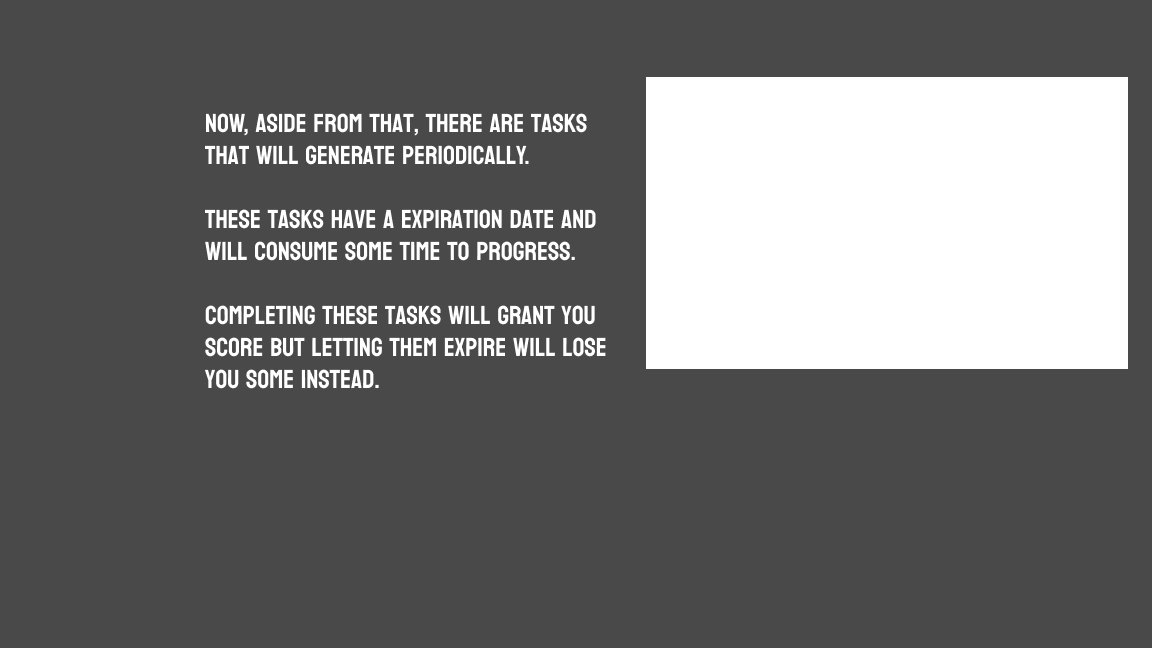 NOW, ASIDE FROM THAT, THERE ARE TASKS
THAT WILL GENERATE PERIODICALLY.
THESE TASKS HAVE A EXPIRATION DATE AND
WILL CONSUME SOME TIME TO PROGRESS.
COMPLETING THESE TASKS WILL GRANT YOU
SCORE BUT LETTING THEM EXPIRE WILL LOSE
YOU SOME INSTEAD.